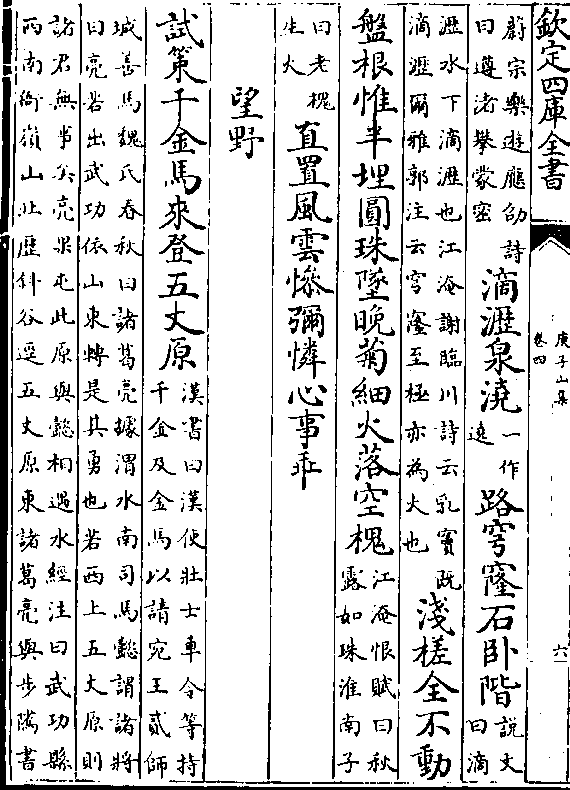 欽定四庫全書
庚子山集
卷四
六
蔚宗樂遊應劭詩
曰遵渚攀蒙密
滴瀝泉澆
一作
遶
路穹窿石臥階
説文
曰滴
瀝水下滴瀝也江淹謝臨川詩云乳竇既
滴瀝爾雅郭注云穹窿至極亦為大也
淺槎全不動
盤根惟半埋圓珠墜晚菊細火落空槐
江淹恨賦曰秋
露如珠淮南子
曰老槐
生火
直置風雲慘彌憐心事乖
望野
試策千金馬來登五丈原
漢書曰漢使壯士車令等持
千金及金馬以請宛王貳師
城善馬魏氏春秋曰諸葛亮據渭水南司馬懿謂諸將
曰亮若出武功依山東轉是其勇也若西上五丈原則
諸君無事矣亮果屯此原與懿相遇水經注曰武功縣
西南衙嶺山北歷斜谷逕五丈原東諸葛亮與步隲書